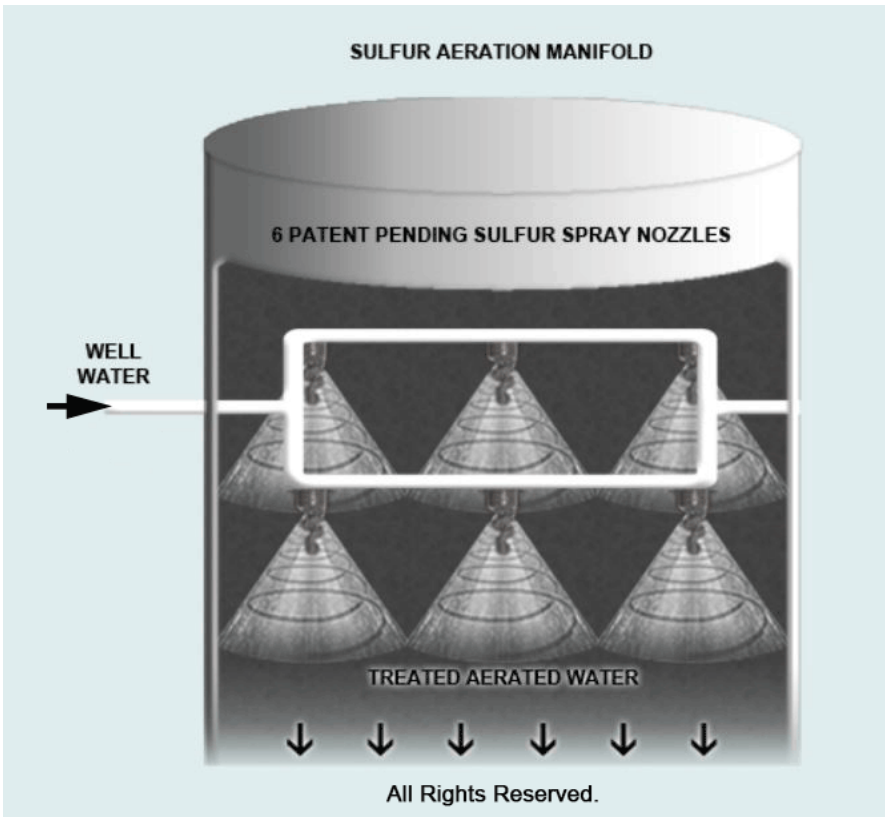 SULFUR AERATION MANIFOLD
6 PATENT PENDING SULFUR SPRAY NOZZLES
WELL
WATER
TREATED AERATED WATER
All Rights Reserved.